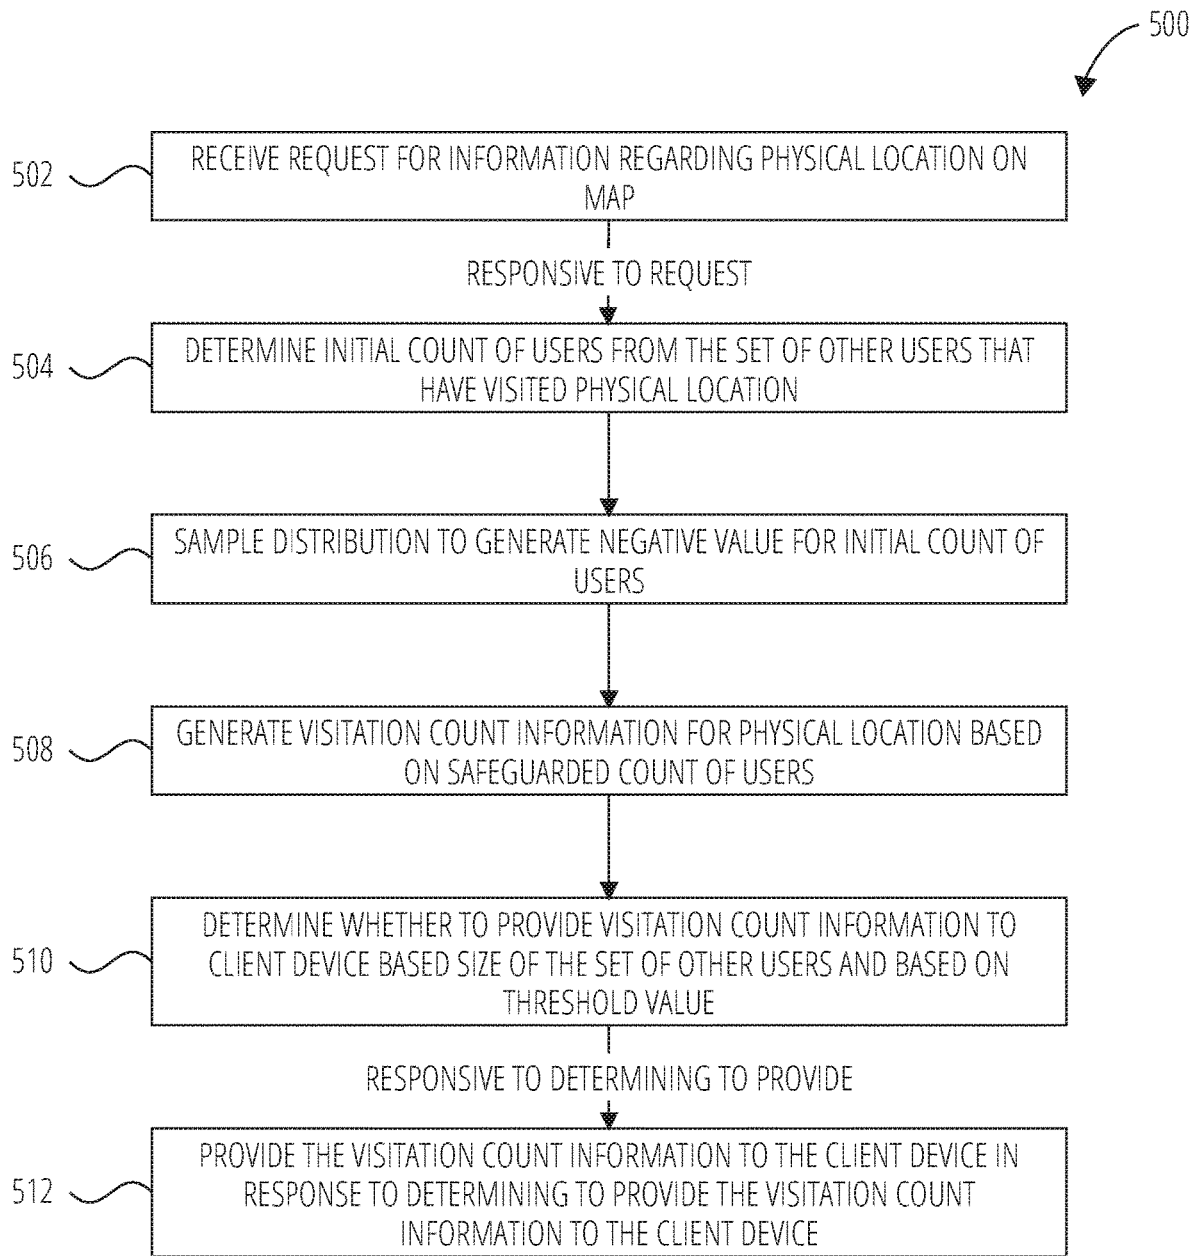 500
502
RECEIVE REQUEST FOR INFORMATION REGARDING PHYSICAL LOCATION ON
MAP
RESPONSIVE TO REQUEST
504
DETERMINE INITIAL COUNT OF USERS FROM THE SET OF OTHER USERS THAT
HAVE VISITED PHYSICAL LOCATION
506
SAMPLE DISTRIBUTION TO GENERATE NEGATIVE VALUE FOR INITIAL COUNT OF
USERS
508
GENERATE VISITATION COUNT INFORMATION FOR PHYSICAL LOCATION BASED
ON SAFEGUARDED COUNT OF USERS
510
DETERMINE WHETHER TO PROVIDE VISITATION COUNT INFORMATION TO
CLIENT DEVICE BASED SIZE OF THE SET OF OTHER USERS AND BASED ON
THRESHOLD VALUE
RESPONSIVE TO DETERMINING TO PROVIDE
512
PROVIDE THE VISITATION COUNT INFORMATION TO THE CLIENT DEVICE IN
RESPONSE TO DETERMINING TO PROVIDE THE VISITATION COUNT
INFORMATION TO THE CLIENT DEVICE